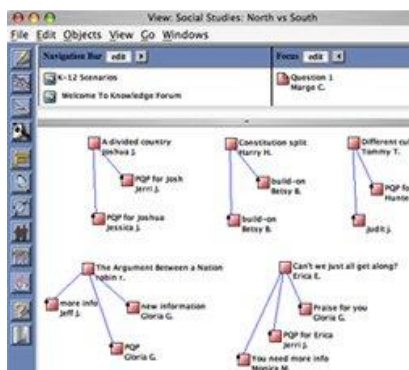 View: Social Studies: North vs South
File Edit Objects View Go Windows
Navigation Bar edit
Focus edit
K-12 Scenarios
Welcome To Knowledge Forum
Question 1
Marge C.
A divided country
Joshua J.
PQP for Josh
Jerri J.
PQP for Joshua
Jessica J.
Constitution split
Harry H.
build-on
Betsy B.
build-on
Betsy B.
Different cul
Tommy T.
PQP fo
Hunte
Judit J.
The Argument Between a Nation
robin r.
more info
Jeff J.
new information
Gloria G.
PQP
Gloria G.
Can't we just all get along?
Erica E.
Praise for you
Gloria G.
PQP for Erica
Jerri J.
You need more info
Monica M.